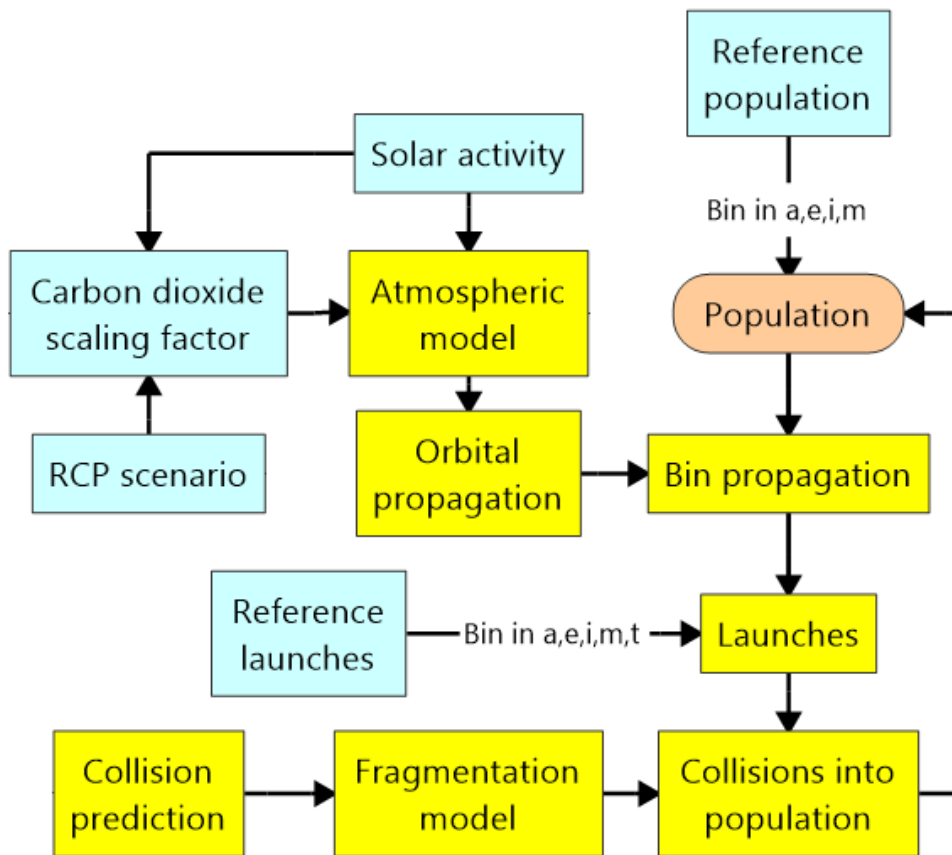 Reference
population
Solar activity
Bin in a,e,i,m
Carbon dioxide
scaling factor
Atmospheric
model
Population
RCP scenario
Orbital
propagation
Bin propagation
Reference
launches
Bin in a,e,i,m,t
Launches
Collision
prediction
Fragmentation
model
Collisions into
population